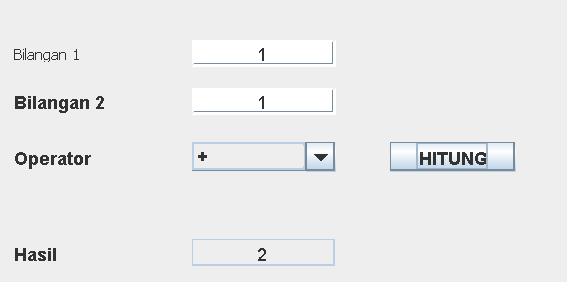 Bilangan 1 1
Bilangan 2 1
Operator + HITUNG
Hasil 2